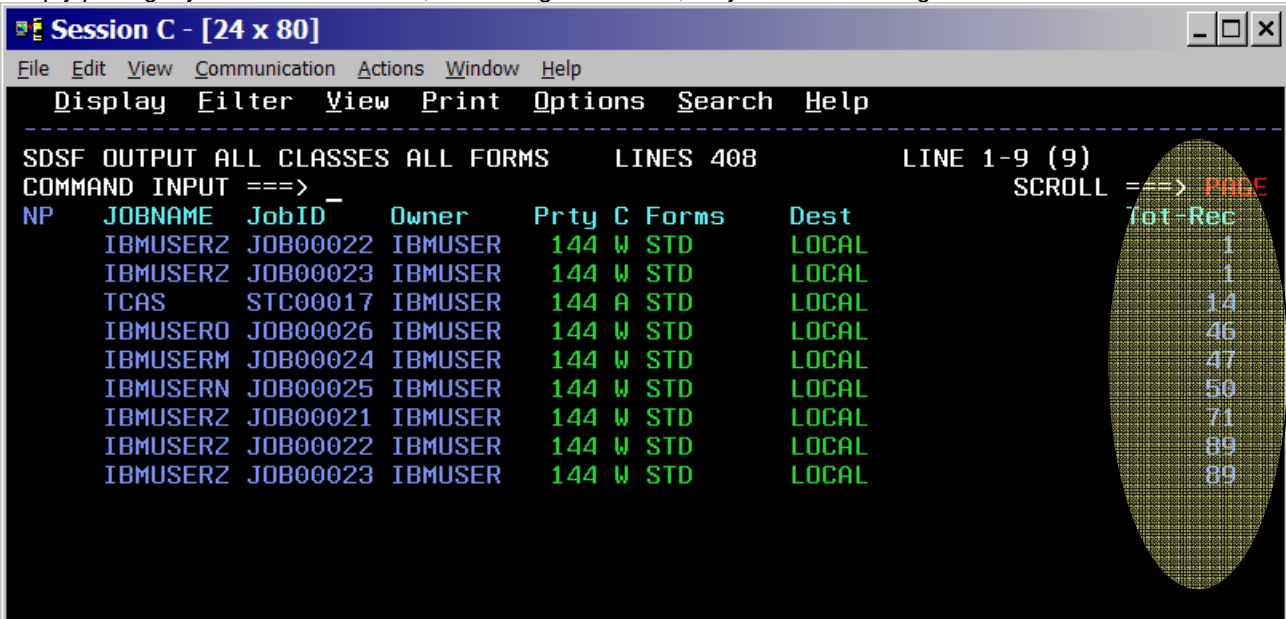 Session C - [24 x 80]
File Edit View Communication Actions Window Help
Display Filter View Print Options Search Help
SDSF OUTPUT ALL CLASSES ALL FORMS LINES 408 LINE 1-9 (9)
COMMAND INPUT ===> _ SCROLL ===> PAGE
NP JOBNAME JobID Owner Prty C Forms Dest Tot-Rec
IBMUSERZ JOB00022 IBMUSER 144 W STD LOCAL 1
IBMUSERZ JOB00023 IBMUSER 144 W STD LOCAL 1
TCAS STC00017 IBMUSER 144 A STD LOCAL 14
IBMUSERO JOB00026 IBMUSER 144 W STD LOCAL 46
IBMUSERM JOB00024 IBMUSER 144 W STD LOCAL 47
IBMUSERN JOB00025 IBMUSER 144 W STD LOCAL 50
IBMUSERZ JOB00021 IBMUSER 144 W STD LOCAL 71
IBMUSERZ JOB00022 IBMUSER 144 W STD LOCAL 89
IBMUSERZ JOB00023 IBMUSER 144 W STD LOCAL 89